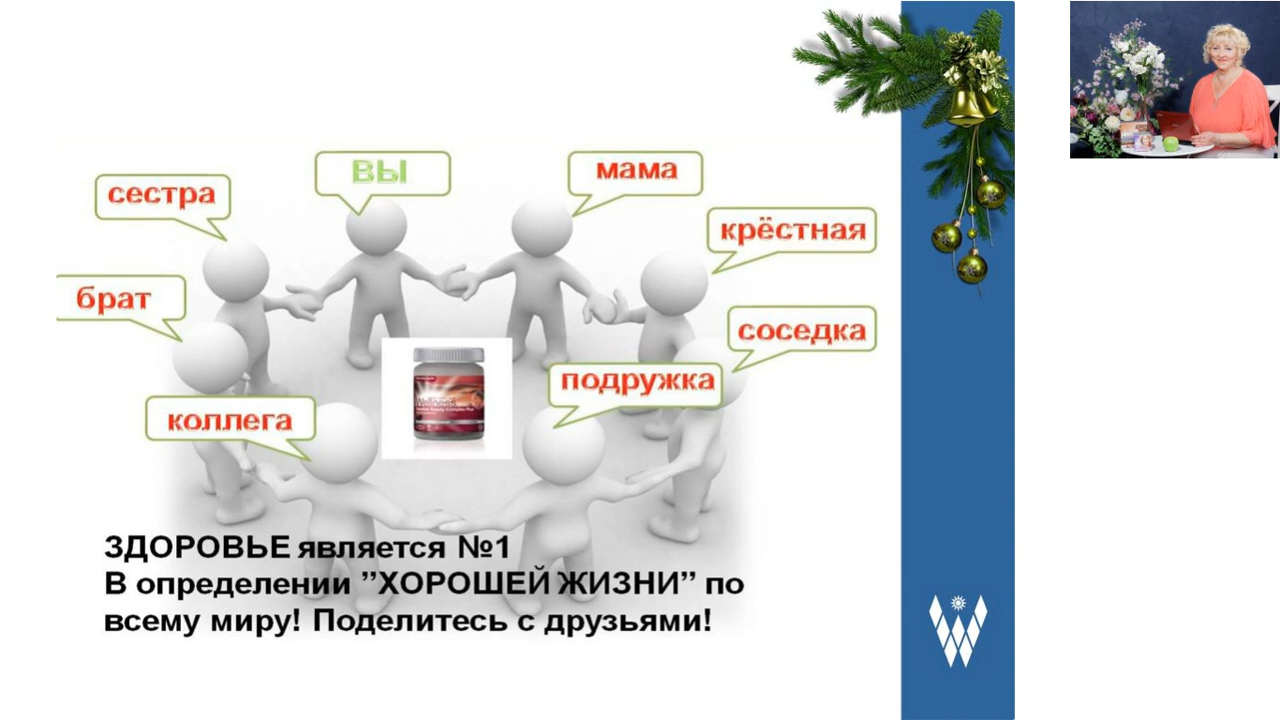 ВЫ
мама
сестра
крёстная
брат
соседка
подружка
коллега
Wellness
ЗДОРОВЬЕ является №1
В определении ”ХОРОШЕЙ ЖИЗНИ” по
всему миру! Поделитесь с друзьями!